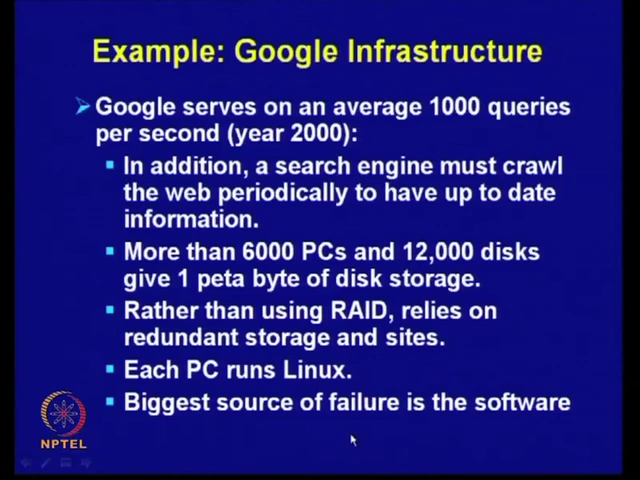 Example: Google Infrastructure
Google serves on an average 1000 queries
per second (year 2000):
In addition, a search engine must crawl
the web periodically to have up to date
information.
More than 6000 PCs and 12,000 disks
give 1 peta byte of disk storage.
Rather than using RAID, relies on
redundant storage and sites.
Each PC runs Linux.
Biggest source of failure is the software
NPTEL